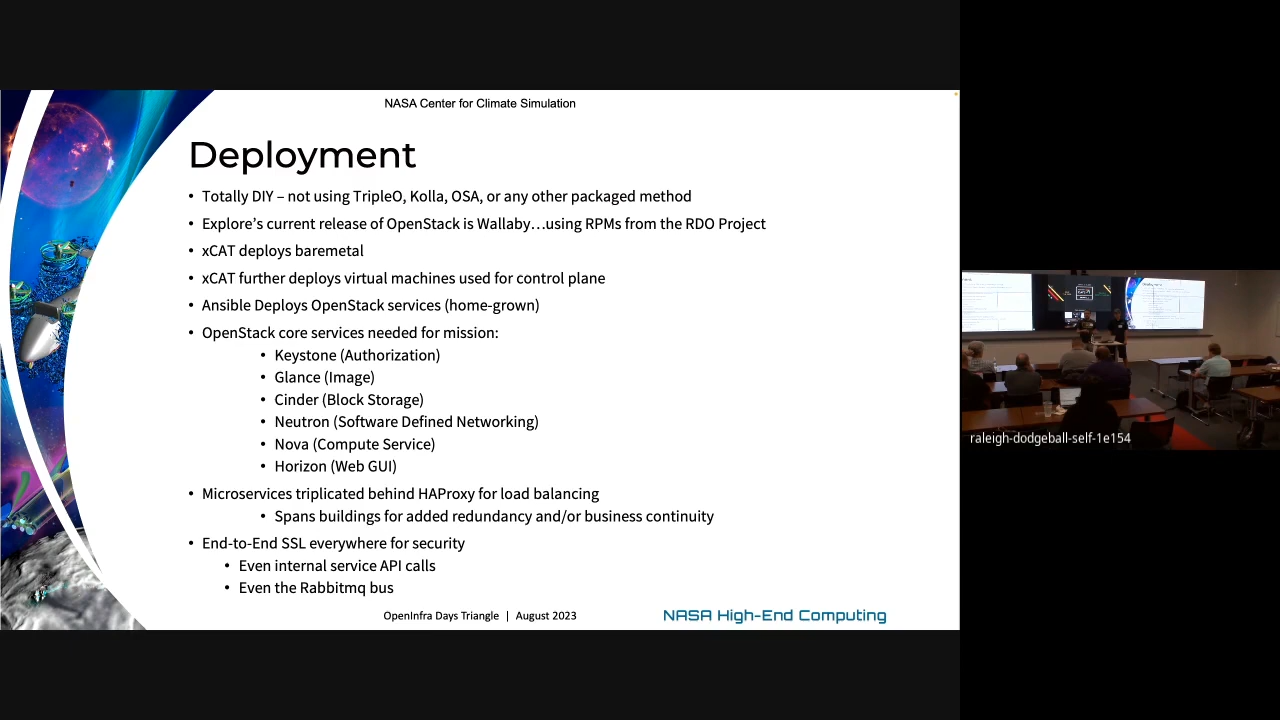 NASA Center for Climate Simulation
Deployment
• Totally DIY – not using TripleO, Kolla, OSA, or any other packaged method
• Explore’s current release of OpenStack is Wallaby…using RPMs from the RDO Project
• xCAT deploys baremetal
• xCAT further deploys virtual machines used for control plane
• Ansible Deploys OpenStack services (home-grown)
• OpenStack core services needed for mission:
• Keystone (Authorization)
• Glance (Image)
• Cinder (Block Storage)
• Neutron (Software Defined Networking)
• Nova (Compute Service)
• Horizon (Web GUI)
• Microservices triplicated behind HAProxy for load balancing
• Spans buildings for added redundancy and/or business continuity
• End-to-End SSL everywhere for security
• Even internal service API calls
• Even the Rabbitmq bus
OpenInfra Days Triangle | August 2023
NASA High-End Computing
raleigh-dodgeball-self-1e154